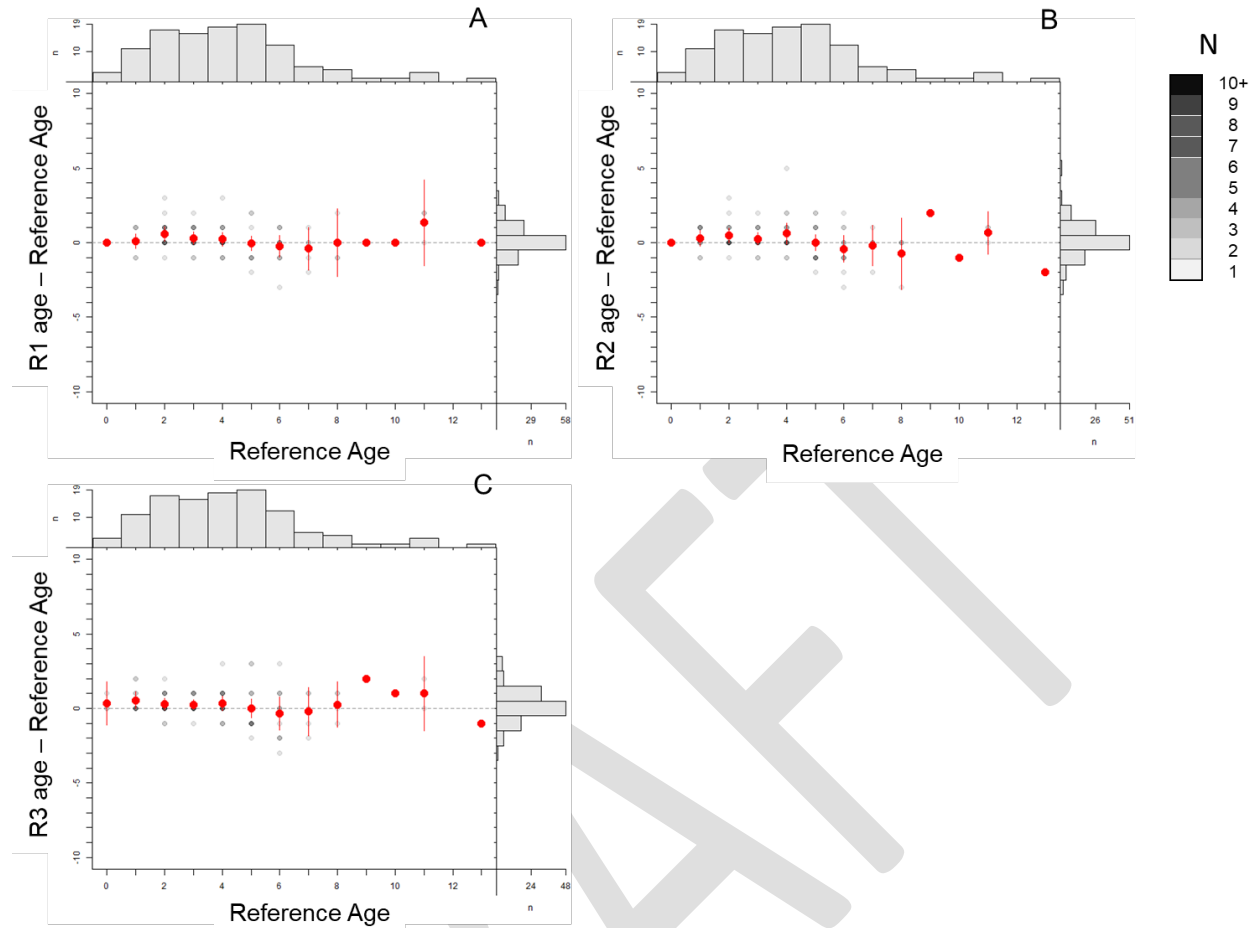 A
n
10
19
R1 age – Reference Age
10
5
0
-5
-10
0 2 4 6 8 10 12
29 58
n
Reference Age
B
n
10
19
R2 age – Reference Age
10
5
0
-5
-10
0 2 4 6 8 10 12
26 51
n
Reference Age
N
10+
9
8
7
6
5
4
3
2
1
C
n
10
19
R3 age – Reference Age
10
5
0
-5
-10
0 2 4 6 8 10 12
24 48
n
Reference Age